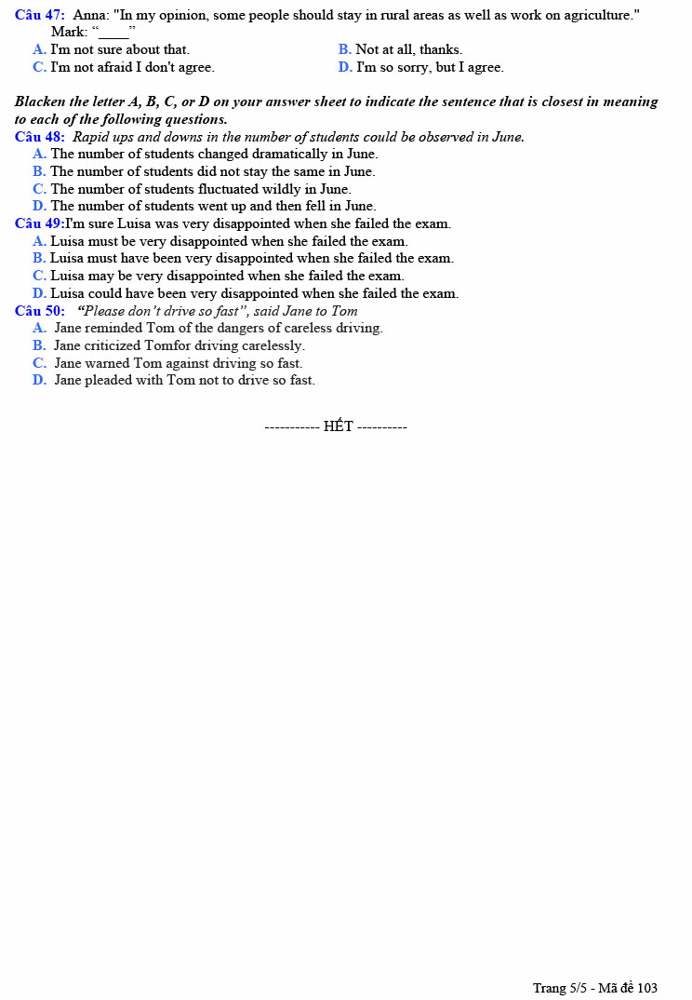 Câu 47: Anna: "In my opinion, some people should stay in rural areas as well as work on agriculture."
Mark: “____”
A. I'm not sure about that.
B. Not at all, thanks.
C. I'm not afraid I don't agree.
D. I'm so sorry, but I agree.
Blacken the letter A, B, C, or D on your answer sheet to indicate the sentence that is closest in meaning
to each of the following questions.
Câu 48: Rapid ups and downs in the number of students could be observed in June.
A. The number of students changed dramatically in June.
B. The number of students did not stay the same in June.
C. The number of students fluctuated wildly in June.
D. The number of students went up and then fell in June.
Câu 49:I'm sure Luisa was very disappointed when she failed the exam.
A. Luisa must be very disappointed when she failed the exam.
B. Luisa must have been very disappointed when she failed the exam.
C. Luisa may be very disappointed when she failed the exam.
D. Luisa could have been very disappointed when she failed the exam.
Câu 50: “Please don’t drive so fast”, said Jane to Tom
A. Jane reminded Tom of the dangers of careless driving.
B. Jane criticized Tomfor driving carelessly.
C. Jane warned Tom against driving so fast.
D. Jane pleaded with Tom not to drive so fast.
----------- HẾT ----------
Trang 5/5 - Mã đề 103